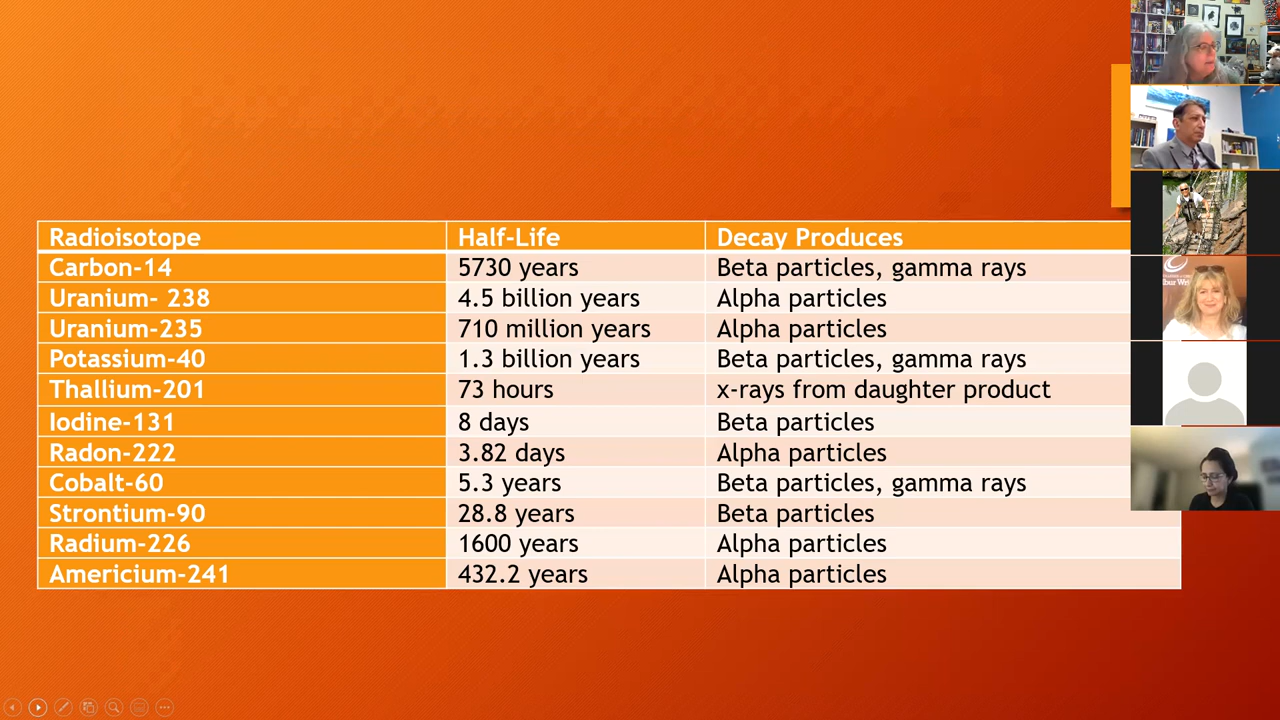 Radioisotope Half-Life Decay Produces
Carbon-14 5730 years Beta particles, gamma rays
Uranium- 238 4.5 billion years Alpha particles
Uranium-235 710 million years Alpha particles
Potassium-40 1.3 billion years Beta particles, gamma rays
Thallium-201 73 hours x-rays from daughter product
Iodine-131 8 days Beta particles
Radon-222 3.82 days Alpha particles
Cobalt-60 5.3 years Beta particles, gamma rays
Strontium-90 28.8 years Beta particles
Radium-226 1600 years Alpha particles
Americium-241 432.2 years Alpha particles